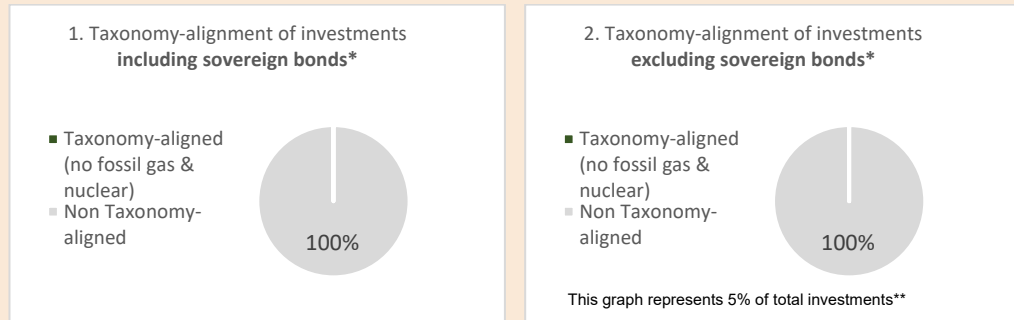 1. Taxonomy-alignment of investments
including sovereign bonds*
Taxonomy-aligned
(no fossil gas &
nuclear)
Non Taxonomy-
aligned
100%
2. Taxonomy-alignment of investments
excluding sovereign bonds*
Taxonomy-aligned
(no fossil gas &
nuclear)
Non Taxonomy-
aligned
100%
This graph represents 5% of total investments**